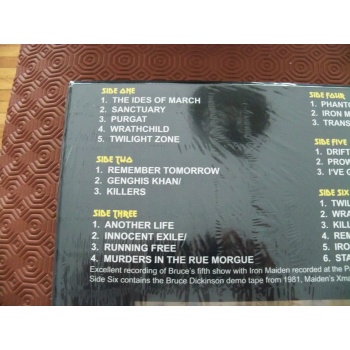 SIDE ONE
1. THE IDES OF MARCH
2. SANCTUARY
3. PURGAT
4. WRATHCHILD
5. TWILIGHT ZONE
SIDE TWO
1. REMEMBER TOMORROW
2. GENGHIS KHAN/
3. KILLERS
SIDE THREE
1. ANOTHER LIFE
2. INNOCENT EXILE/
3. RUNNING FREE
4. MURDERS IN THE RUE MORGUE
SIDE FOUR
1. PHANTO
2. IRON M
3. TRANS
SIDE FIVE
1. DRIFT
2. PROW
3. I'VE G
SIDE SIX
1. TWIL
2. WRA
3. KILL
4. REM
5. IRO
6. STA
Excellent recording of Bruce's fifth show with Iron Maiden recorded at the P
Side Six contains the Bruce Dickinson demo tape from 1981, Maiden's Xma